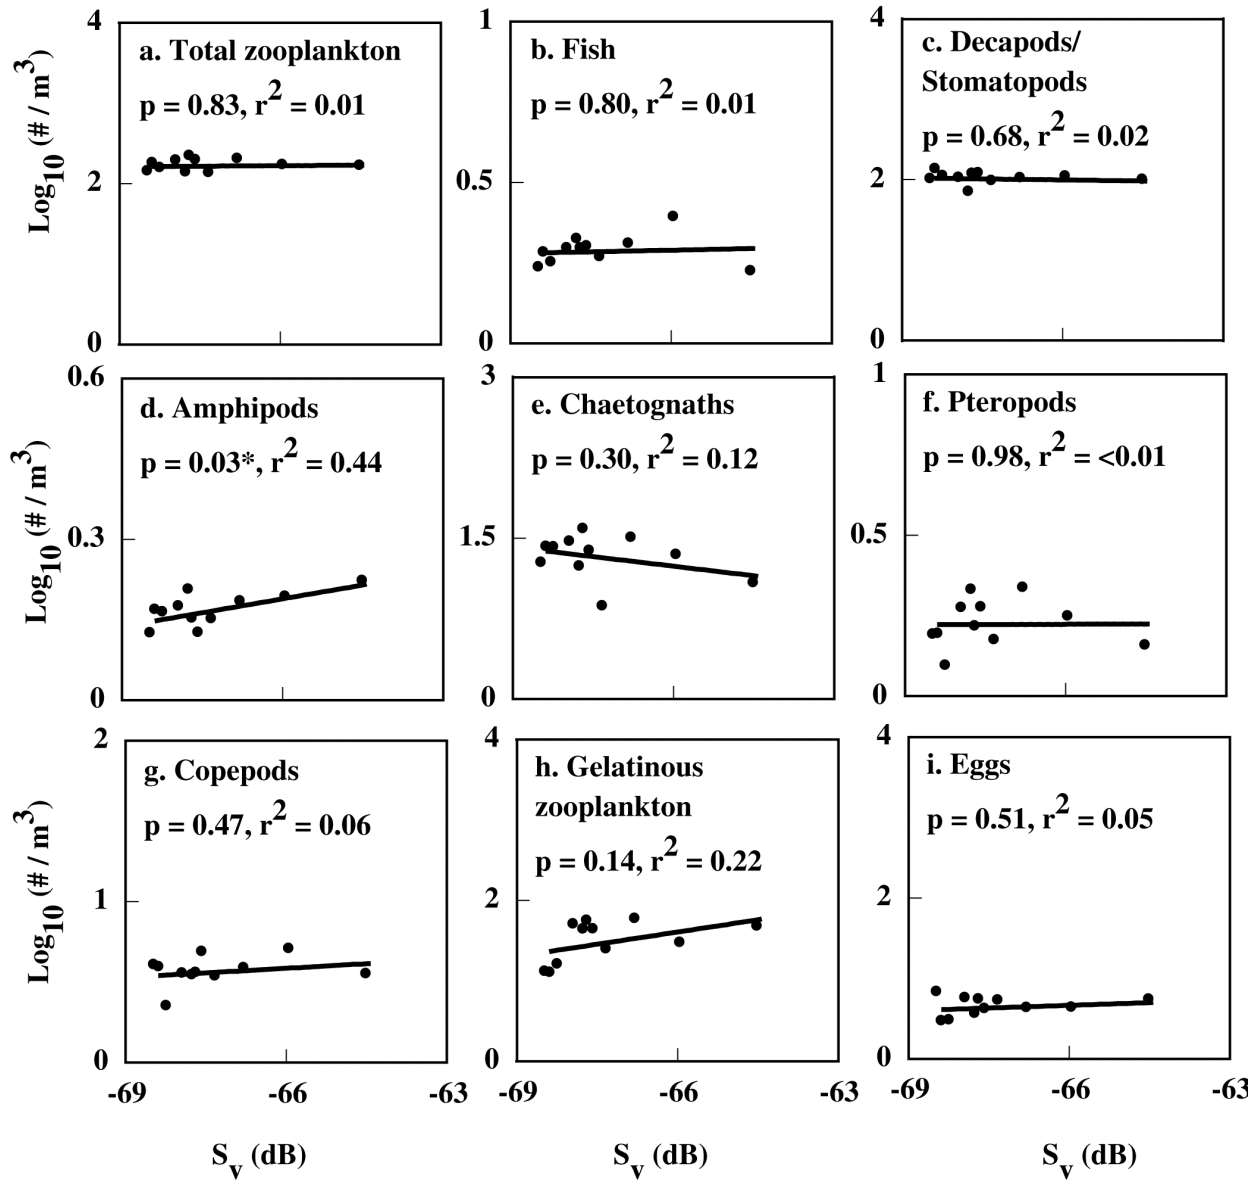 4
a. Total zooplankton
p = 0.83, r² = 0.01
2
0
Log₁₀ (# / m³)
1
b. Fish
p = 0.80, r² = 0.01
0.5
0
4
c. Decapods/
Stomatopods
p = 0.68, r² = 0.02
2
0
0.6
d. Amphipods
p = 0.03*, r² = 0.44
0.3
0
Log₁₀ (# / m³)
3
e. Chaetognaths
p = 0.30, r² = 0.12
1.5
0
1
f. Pteropods
p = 0.98, r² = <0.01
0.5
0
2
g. Copepods
p = 0.47, r² = 0.06
1
0
Log₁₀ (# / m³)
4
h. Gelatinous
zooplankton
p = 0.14, r² = 0.22
2
0
4
i. Eggs
p = 0.51, r² = 0.05
2
0
-69 -66 -63
-69 -66 -63
-69 -66 -63
Sᵥ (dB)
Sᵥ (dB)
Sᵥ (dB)